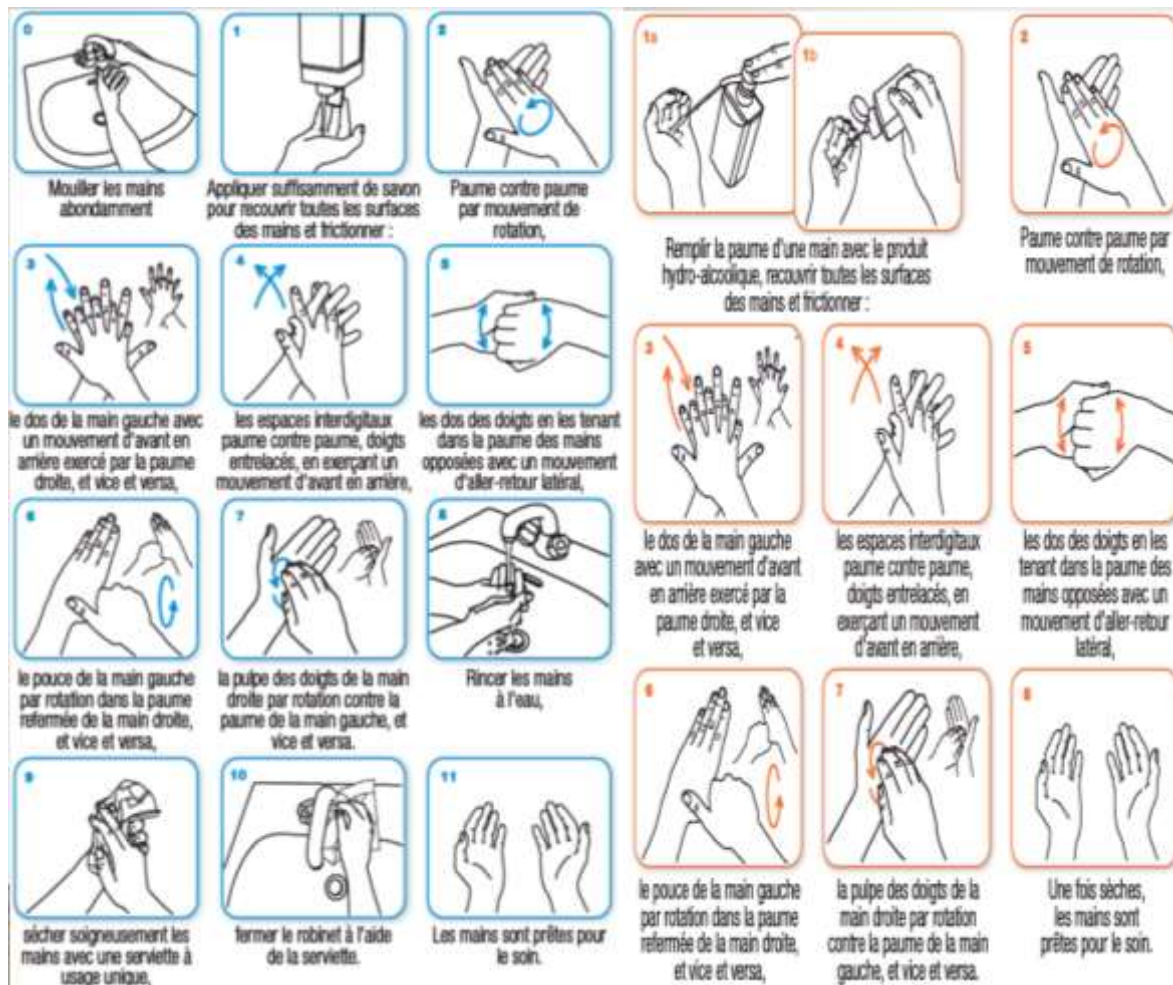 0
Mouiller les mains
abondamment
1
Appliquer suffisamment de savon
pour recouvrir toutes les surfaces
des mains et frictionner :
2
Paume contre paume
par mouvement de
rotation,
3
le dos de la main gauche avec
un mouvement d'avant en
arrière exercé par la paume
droite, et vice et versa,
4
les espaces interdigitaux
paume contre paume, doigts
entrelacés, en exerçant un
mouvement d'avant en arrière,
5
les dos des doigts en les tenant
dans la paume des mains
opposées avec un mouvement
d'aller-retour latéral,
6
le pouce de la main gauche
par rotation dans la paume
refermée de la main droite,
et vice et versa,
7
la pulpe des doigts de la main
droite par rotation contre la
paume de la main gauche, et
vice et versa.
8
Rincer les mains
à l'eau,
9
sécher soigneusement les
mains avec une serviette à
usage unique,
10
fermer le robinet à l'aide
de la serviette.
11
Les mains sont prêtes pour
le soin.
1a
1b
Remplir la paume d'une main avec le produit
hydro-alcoolique, recouvrir toutes les surfaces
des mains et frictionner :
2
Paume contre paume par
mouvement de rotation,
3
le dos de la main gauche
avec un mouvement d'avant
en arrière exercé par la
paume droite, et vice
et versa,
4
les espaces interdigitaux
paume contre paume,
doigts entrelacés, en
exerçant un mouvement
d'avant en arrière,
5
les dos des doigts en les
tenant dans la paume des
mains opposées avec un
mouvement d'aller-retour
latéral,
6
le pouce de la main gauche
par rotation dans la paume
refermée de la main droite,
et vice et versa,
7
la pulpe des doigts de la
main droite par rotation
contre la paume de la main
gauche, et vice et versa.
8
Une fois sèches,
les mains sont
prêtes pour le soin.